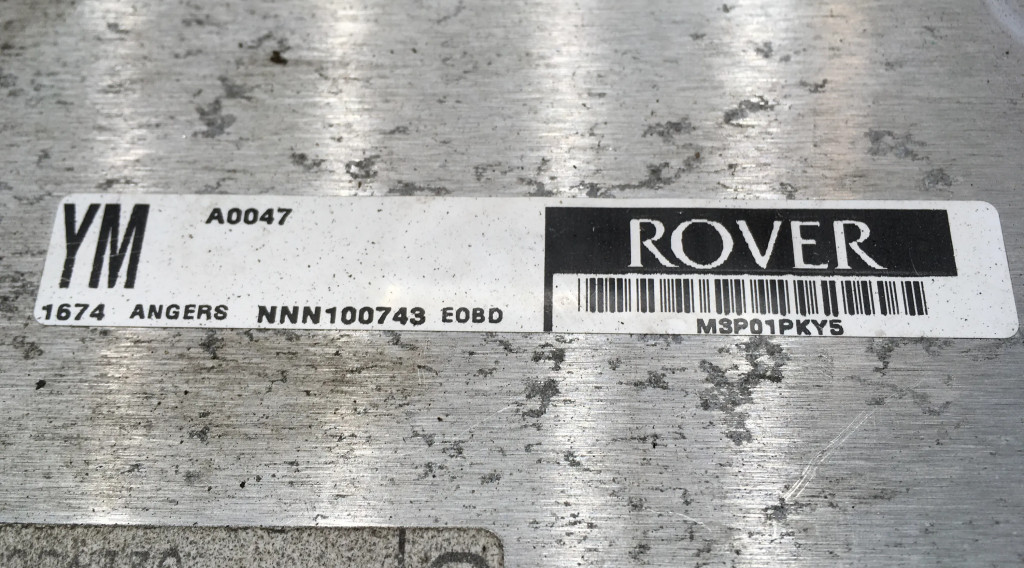 YM
A0047
1674 ANGERS NNN100743 EOBD
ROVER
M3P01PKY5